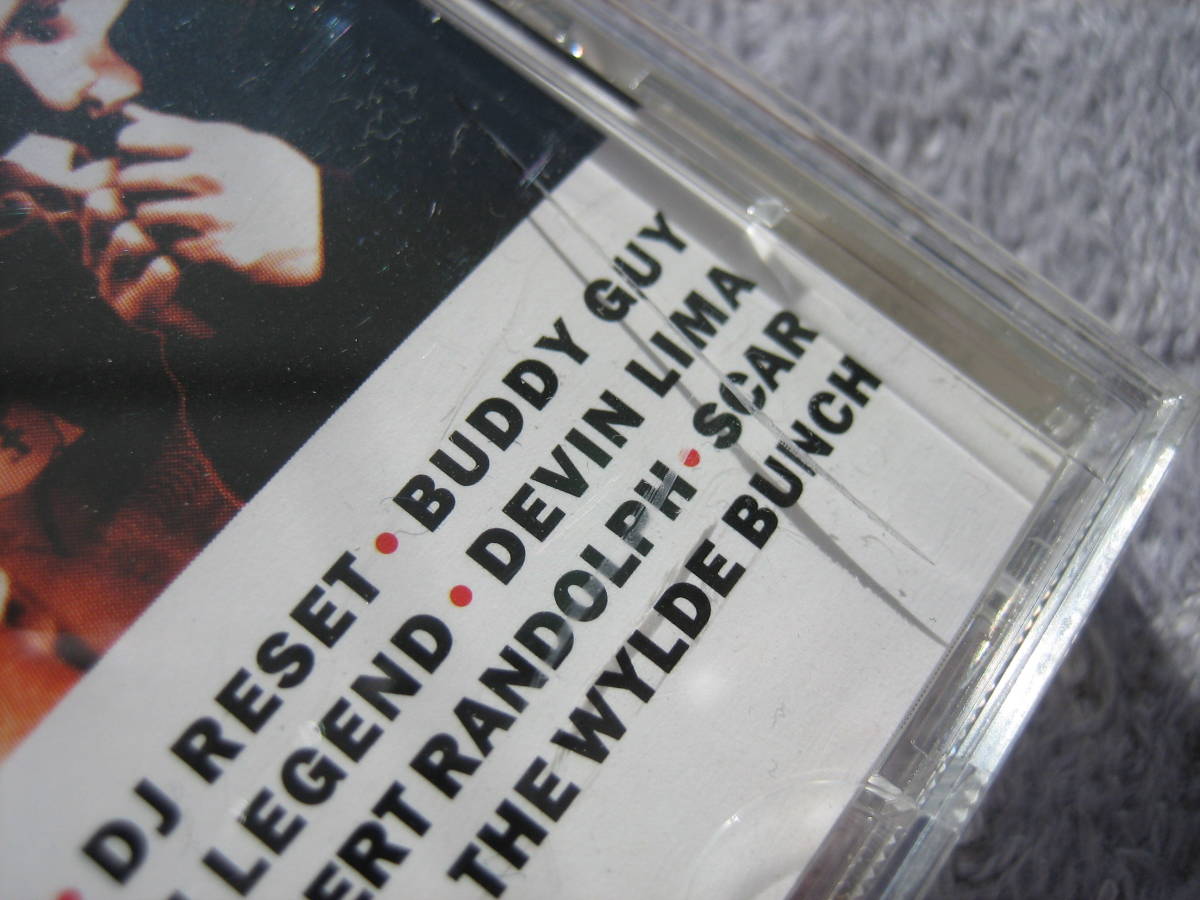 • DJ RESET • BUDDY GUY
LEGEND • DEVIN LIMA
ERT RANDOLPH • SCAR
THE WYLDE BUNCH